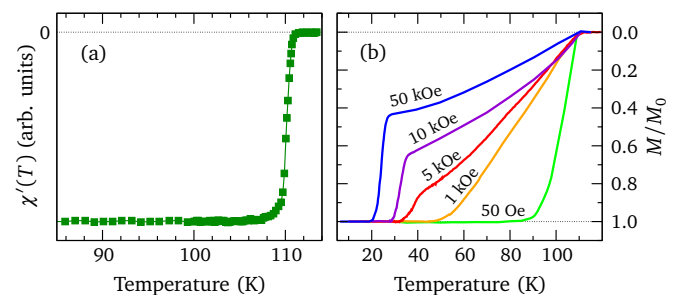 (a)
0
χ′(T) (arb. units)
90 100 110
Temperature (K)
(b)
50 kOe
10 kOe
5 kOe
1 kOe
50 Oe
20 40 60 80 100
Temperature (K)
0.0
0.2
0.4
0.6
0.8
1.0
M/M₀